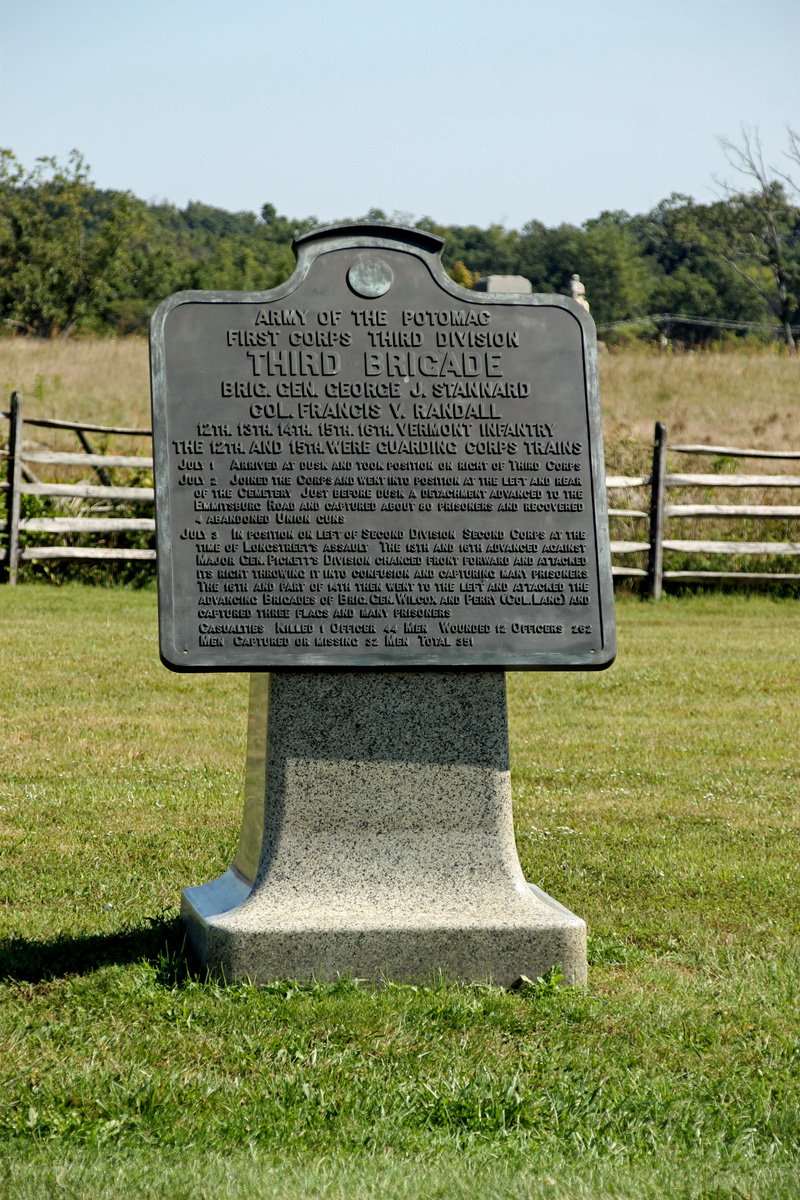 ARMY OF THE POTOMAC
FIRST CORPS THIRD DIVISION
THIRD BRIGADE
BRIG. GEN. GEORGE J. STANNARD
COL. FRANCIS V. RANDALL
12TH. 13TH. 14TH. 15TH. 16TH. VERMONT INFANTRY
THE 12TH. AND 15TH. WERE GUARDING CORPS TRAINS
JULY 1 ARRIVED AT DUSK AND TOOK POSITION ON RIGHT OF THIRD CORPS
JULY 2 JOINED THE CORPS AND WENT INTO POSITION AT THE LEFT AND REAR
OF THE CEMETERY JUST BEFORE DUSK A DETACHMENT ADVANCED TO THE
EMMITSBURG ROAD AND CAPTURED ABOUT 80 PRISONERS AND RECOVERED
4 ABANDONED UNION GUNS
JULY 3 IN POSITION ON LEFT OF SECOND DIVISION SECOND CORPS AT THE
TIME OF LONGSTREET'S ASSAULT THE 13TH AND 16TH ADVANCED AGAINST
MAJOR GEN. PICKETT'S DIVISION CHANGED FRONT FORWARD AND ATTACKED
ITS RIGHT THROWING IT INTO CONFUSION AND CAPTURING MANY PRISONERS
THE 16TH AND PART OF 14TH THEN WENT TO THE LEFT AND ATTACKED THE
ADVANCING BRIGADES OF BRIG. GEN. WILCOX AND PERRY (COL. LANG) AND
CAPTURED THREE FLAGS AND MANY PRISONERS
CASUALTIES KILLED 1 OFFICER 44 MEN WOUNDED 12 OFFICERS 262
MEN CAPTURED OR MISSING 32 MEN TOTAL 351